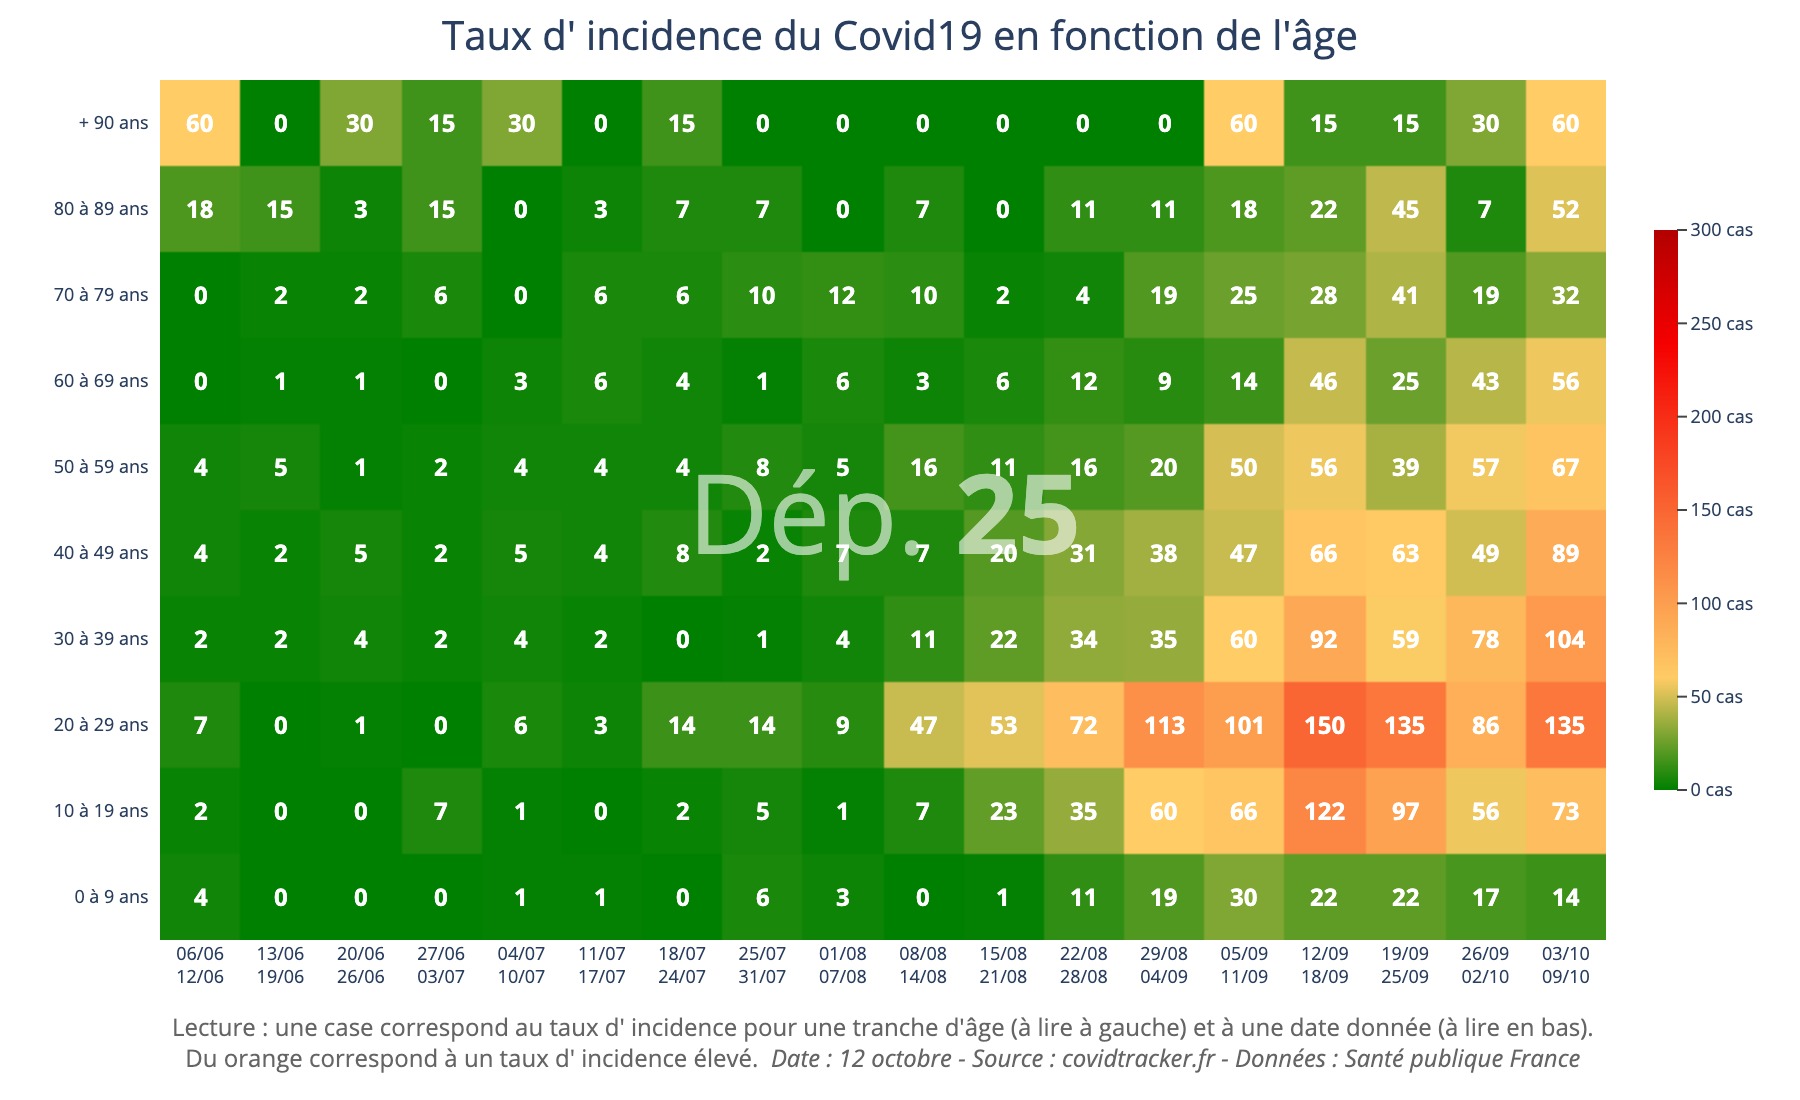 Taux d' incidence du Covid19 en fonction de l'âge
+ 90 ans 60 0 30 15 30 0 15 0 0 0 0 0 0 60 15 15 30 60
80 à 89 ans 18 15 3 15 0 3 7 7 0 7 0 11 11 18 22 45 7 52
70 à 79 ans 0 2 2 6 0 6 6 10 12 10 2 4 19 25 28 41 19 32
60 à 69 ans 0 1 1 0 3 6 4 1 6 3 6 12 9 14 46 25 43 56
50 à 59 ans 4 5 1 2 4 4 4 8 5 16 11 16 20 50 56 39 57 67
Dép. 25
40 à 49 ans 4 2 5 2 5 4 8 2 7 7 20 31 38 47 66 63 49 89
30 à 39 ans 2 2 4 2 4 2 0 1 4 11 22 34 35 60 92 59 78 104
20 à 29 ans 7 0 1 0 6 3 14 14 9 47 53 72 113 101 150 135 86 135
10 à 19 ans 2 0 0 7 1 0 2 5 1 7 23 35 60 66 122 97 56 73
0 à 9 ans 4 0 0 0 1 1 0 6 3 0 1 11 19 30 22 22 17 14
06/06 13/06 20/06 27/06 04/07 11/07 18/07 25/07 01/08 08/08 15/08 22/08 29/08 05/09 12/09 19/09 26/09 03/10
12/06 19/06 26/06 03/07 10/07 17/07 24/07 31/07 07/08 14/08 21/08 28/08 04/09 11/09 18/09 25/09 02/10 09/10
300 cas
250 cas
200 cas
150 cas
100 cas
50 cas
0 cas
Lecture : une case correspond au taux d' incidence pour une tranche d'âge (à lire à gauche) et à une date donnée (à lire en bas).
Du orange correspond à un taux d' incidence élevé. Date : 12 octobre - Source : covidtracker.fr - Données : Santé publique France